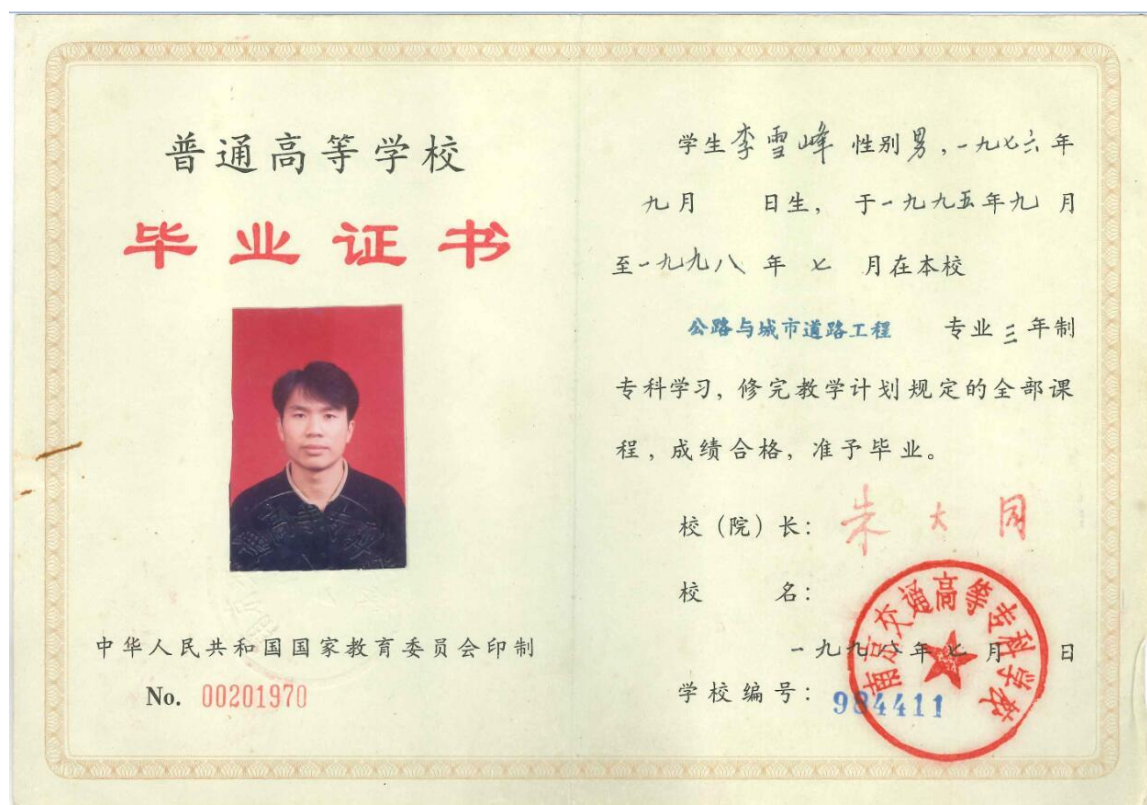 普通高等学校
毕业证书
中华人民共和国国家教育委员会印制
No. 00201970
学生李雪峰 性别男,一九七六年
九月 日生, 于一九九五年九月
至一九九八年七月在本校
公路与城市道路工程 专业三年制
专科学习, 修完教学计划规定的全部课
程, 成绩合格, 准予毕业。
校(院)长: 朱大同
校 名:
南京交通高等专科学校
一九九八年七月 日
学校编号: 984411